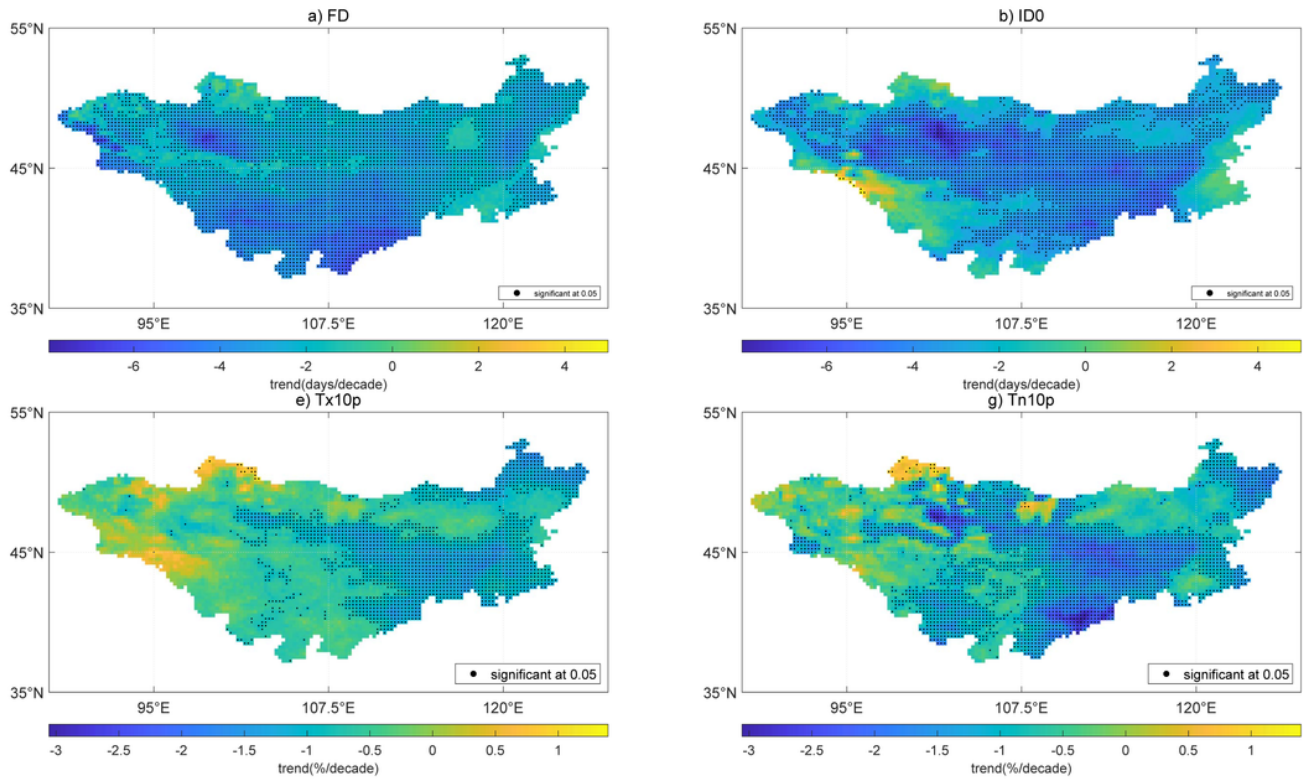 a) FD
55°N
45°N
35°N
95°E 107.5°E 120°E
significant at 0.05
-6 -4 -2 0 2 4
trend(days/decade)
b) ID0
55°N
45°N
35°N
95°E 107.5°E 120°E
significant at 0.05
-6 -4 -2 0 2 4
trend(days/decade)
e) Tx10p
55°N
45°N
35°N
95°E 107.5°E 120°E
significant at 0.05
-3 -2.5 -2 -1.5 -1 -0.5 0 0.5 1
trend(%/decade)
g) Tn10p
55°N
45°N
35°N
95°E 107.5°E 120°E
significant at 0.05
-3 -2.5 -2 -1.5 -1 -0.5 0 0.5 1
trend(%/decade)